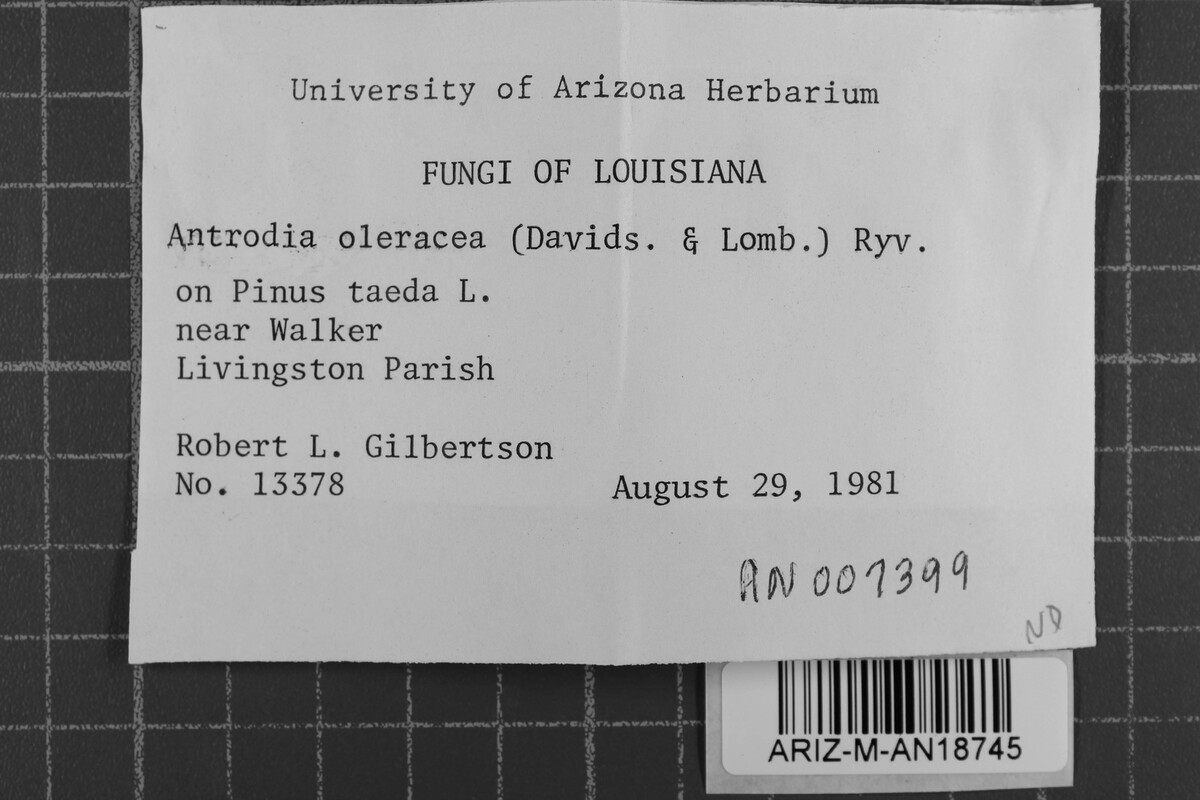 University of Arizona Herbarium
FUNGI OF LOUISIANA
Antrodia oleracea (Davids. & Lomb.) Ryv.
on Pinus taeda L.
near Walker
Livingston Parish
Robert L. Gilbertson
No. 13378 August 29, 1981
AN 007399
ND
ARIZ-M-AN18745